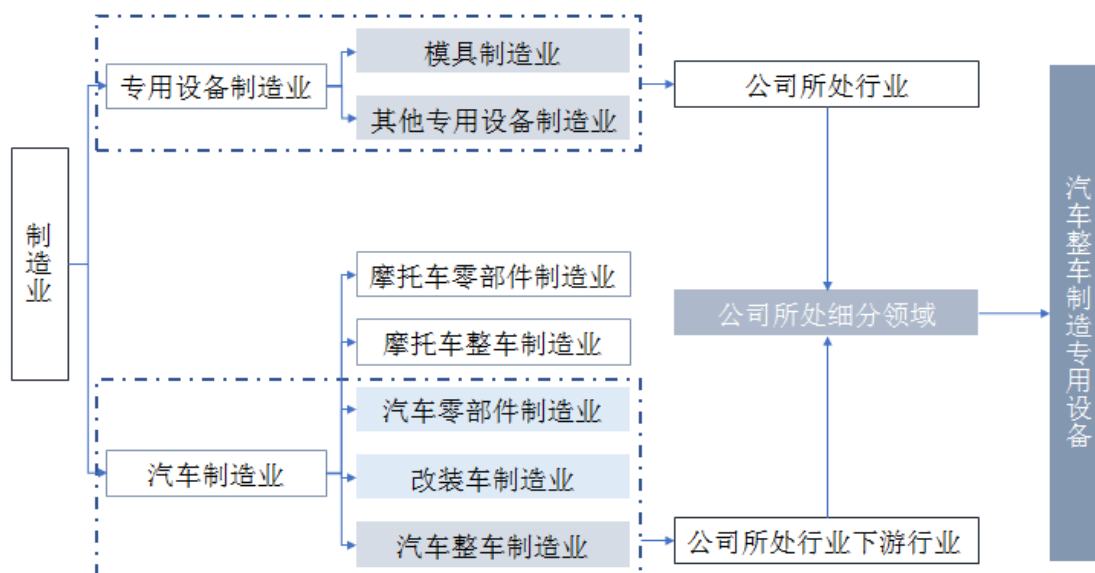 制造业
专用设备制造业
模具制造业
其他专用设备制造业
公司所处行业
摩托车零部件制造业
摩托车整车制造业
汽车零部件制造业
汽车制造业
改装车制造业
汽车整车制造业
公司所处细分领域
公司所处行业下游行业
汽车整车制造专用设备